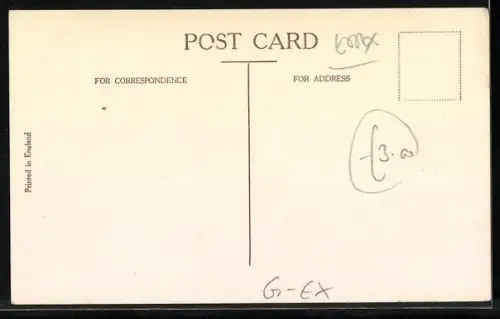 POST CARD
FOR CORRESPONDENCE
FOR ADDRESS
Printed in England
£3.00
G-EX